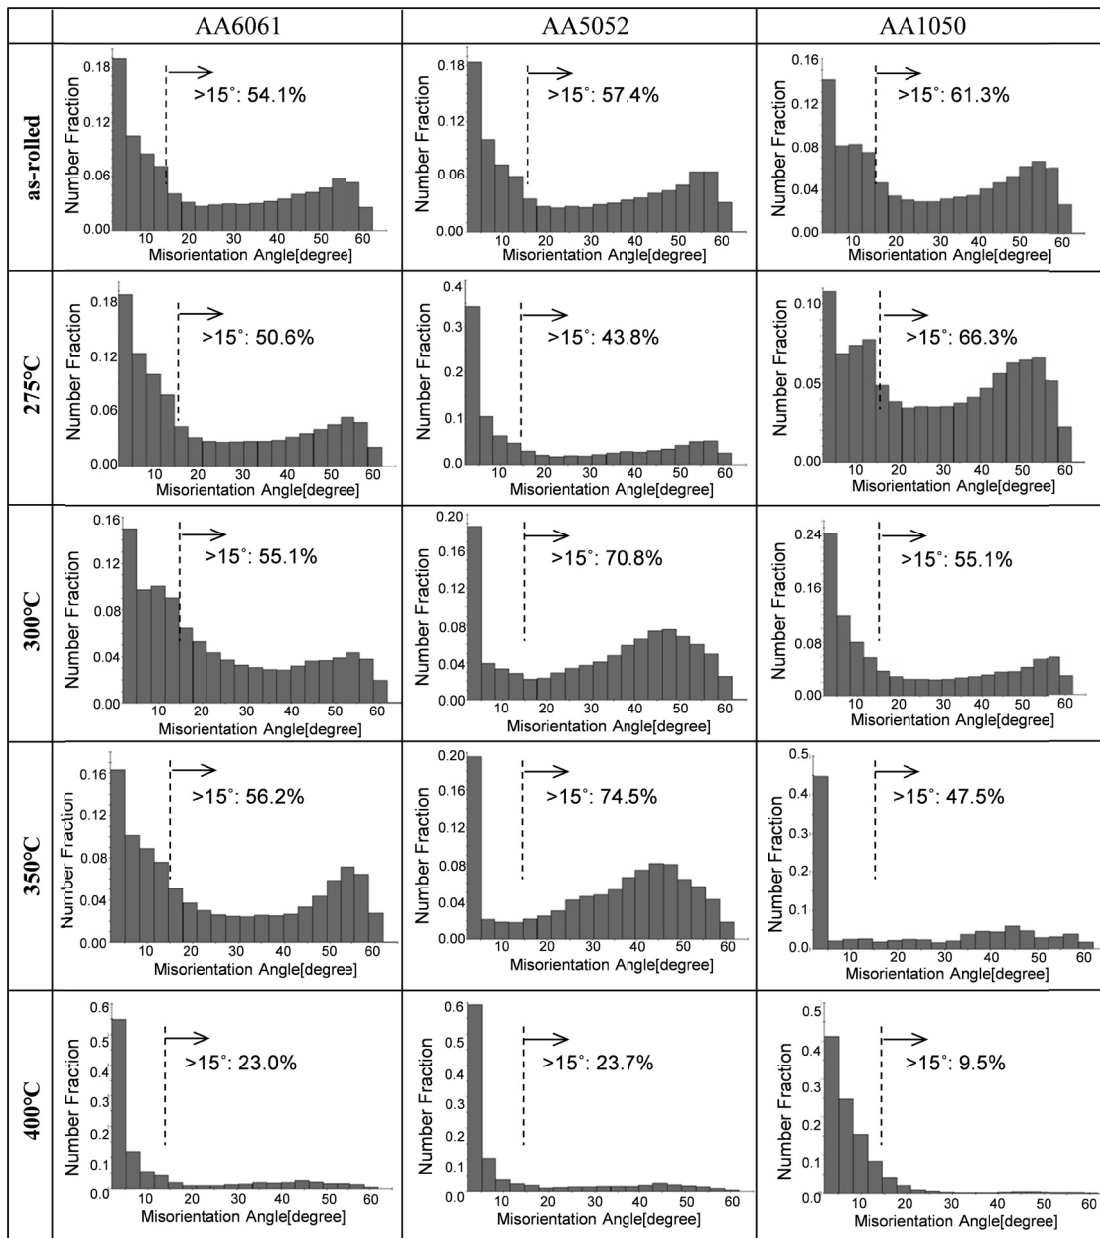 AA6061 AA5052 AA1050
as-rolled
Number Fraction
0.18
0.12
0.06
0.00
>15°: 54.1%
10 20 30 40 50 60
Misorientation Angle[degree]
Number Fraction
0.18
0.12
0.06
0.00
>15°: 57.4%
10 20 30 40 50 60
Misorientation Angle[degree]
Number Fraction
0.16
0.12
0.08
0.04
0.00
>15°: 61.3%
10 20 30 40 50 60
Misorientation Angle[degree]
275°C
Number Fraction
0.18
0.12
0.06
0.00
>15°: 50.6%
10 20 30 40 50 60
Misorientation Angle[degree]
Number Fraction
0.4
0.3
0.2
0.1
0.0
>15°: 43.8%
10 20 30 40 50 60
Misorientation Angle[degree]
Number Fraction
0.10
0.05
0.00
>15°: 66.3%
10 20 30 40 50 60
Misorientation Angle[degree]
300°C
Number Fraction
0.16
0.12
0.08
0.04
0.00
>15°: 55.1%
10 20 30 40 50 60
Misorientation Angle[degree]
Number Fraction
0.20
0.16
0.12
0.08
0.04
0.00
>15°: 70.8%
10 20 30 40 50 60
Misorientation Angle[degree]
Number Fraction
0.24
0.16
0.08
0.00
>15°: 55.1%
10 20 30 40 50 60
Misorientation Angle[degree]
350°C
Number Fraction
0.16
0.12
0.08
0.04
0.00
>15°: 56.2%
10 20 30 40 50 60
Misorientation Angle[degree]
Number Fraction
0.20
0.16
0.12
0.08
0.04
0.00
>15°: 74.5%
10 20 30 40 50 60
Misorientation Angle[degree]
Number Fraction
0.5
0.4
0.3
0.2
0.1
0.0
>15°: 47.5%
10 20 30 40 50 60
Misorientation Angle[degree]
400°C
Number Fraction
0.6
0.5
0.4
0.3
0.2
0.1
0.0
>15°: 23.0%
10 20 30 40 50 60
Misorientation Angle[degree]
Number Fraction
0.6
0.5
0.4
0.3
0.2
0.1
0.0
>15°: 23.7%
10 20 30 40 50 60
Misorientation Angle[degree]
Number Fraction
0.5
0.4
0.3
0.2
0.1
0.0
>15°: 9.5%
10 20 30 40 50 60
Misorientation Angle[degree]